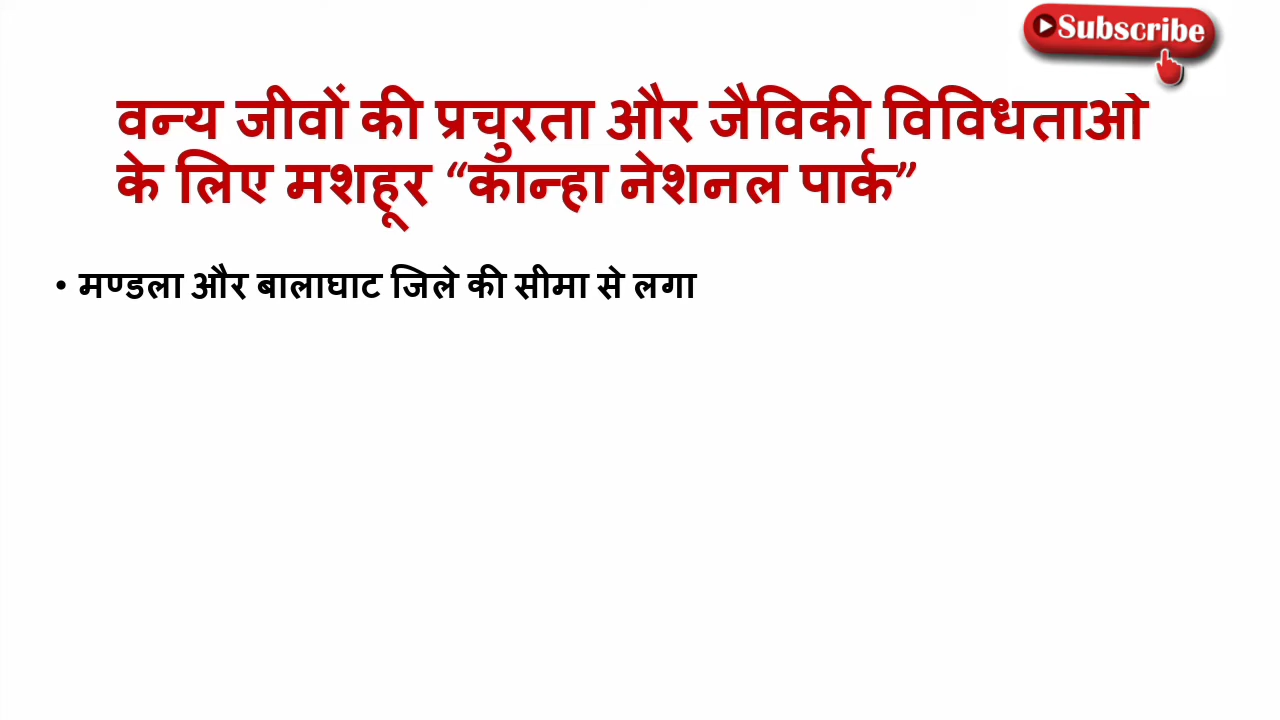 Subscribe
वन्य जीवों की प्रचुरता और जैविकी विविधताओं
के लिए मशहूर “कान्हा नेशनल पार्क”
• मण्डला और बालाघाट जिले की सीमा से लगा